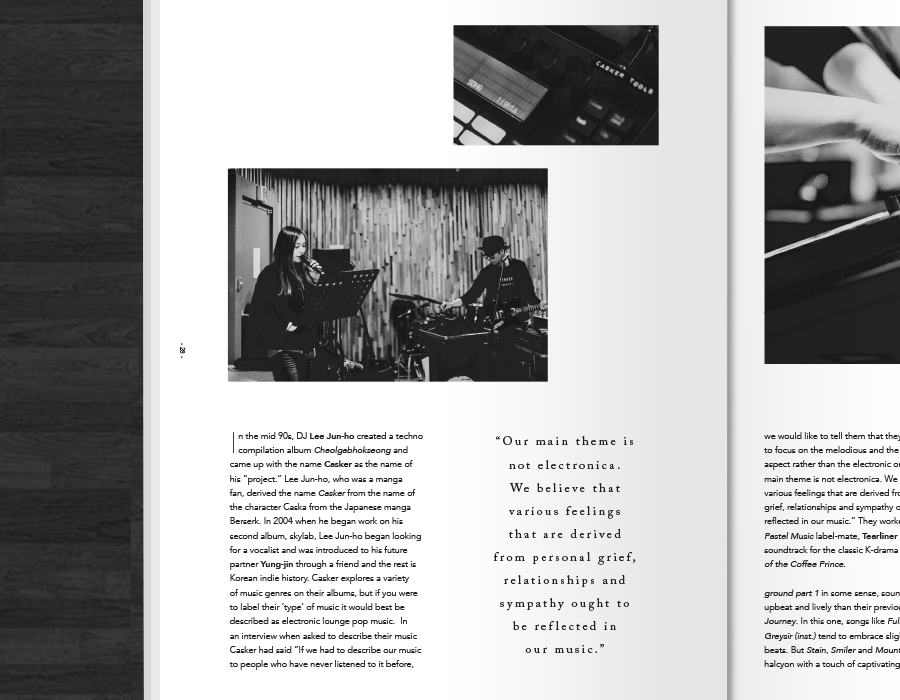 CASKER TOOLS
SONG
- 28 -
In the mid 90s, DJ Lee Jun-ho created a techno
compilation album Cheolgabhokseong and
came up with the name Casker as the name of
his “project.” Lee Jun-ho, who was a manga
fan, derived the name Casker from the name of
the character Caska from the Japanese manga
Berserk. In 2004 when he began work on his
second album, skylab, Lee Jun-ho began looking
for a vocalist and was introduced to his future
partner Yung-jin through a friend and the rest is
Korean indie history. Casker explores a variety
of music genres on their albums, but if you were
to label their ‘type’ of music it would best be
described as electronic lounge pop music. In
an interview when asked to describe their music
Casker had said “If we had to describe our music
to people who have never listened to it before,
“Our main theme is
not electronica.
We believe that
various feelings
that are derived
from personal grief,
relationships and
sympathy ought to
be reflected in
our music.”
we would like to tell them that they
to focus on the melodious and the
aspect rather than the electronic or
main theme is not electronica. We
various feelings that are derived fro
grief, relationships and sympathy o
reflected in our music.” They worke
Pastel Music label-mate, Tearliner
soundtrack for the classic K-drama
of the Coffee Prince.
ground part 1 in some sense, soun
upbeat and lively than their previou
Journey. In this one, songs like Full
Greysir (inst.) tend to embrace sligh
beats. But Stain, Smiler and Mount
halcyon with a touch of captivating